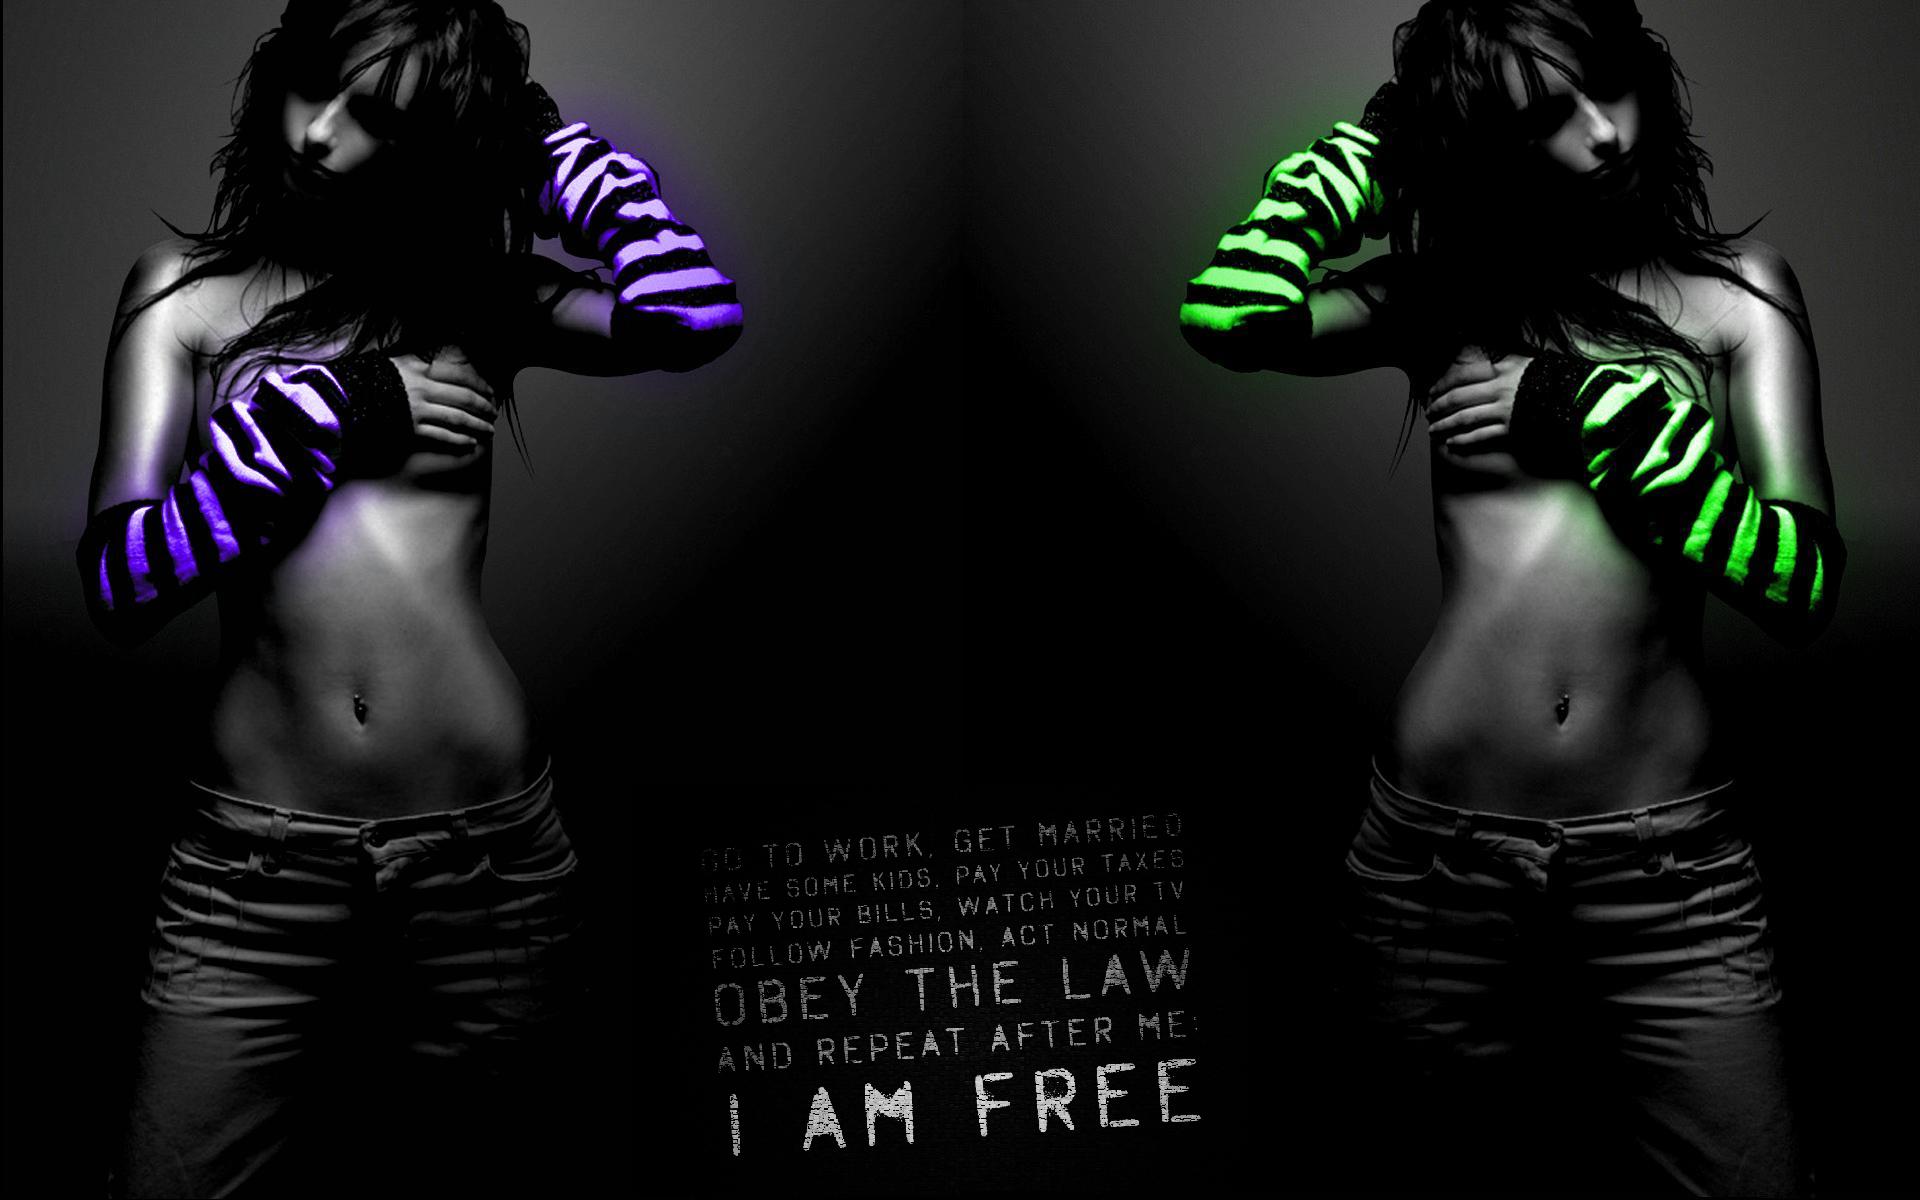 GO TO WORK, GET MARRIED
HAVE SOME KIDS, PAY YOUR TAXES
PAY YOUR BILLS, WATCH YOUR TV
FOLLOW FASHION, ACT NORMAL
OBEY THE LAW
AND REPEAT AFTER ME:
I AM FREE